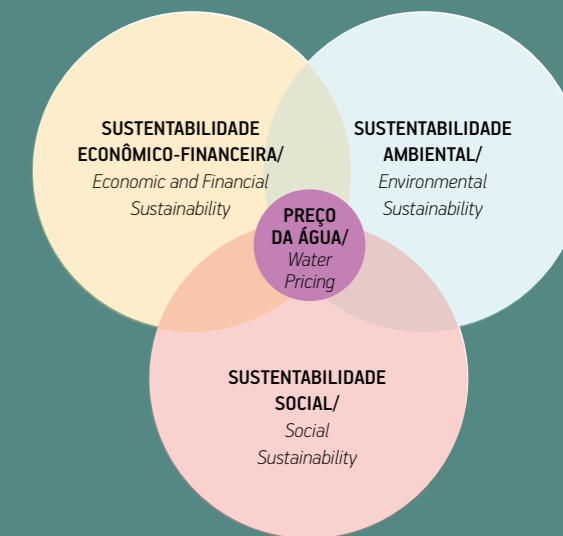 SUSTENTABILIDADE
ECONÔMICO-FINANCEIRA/
Economic and Financial
Sustainability
SUSTENTABILIDADE
AMBIENTAL/
Environmental
Sustainability
PREÇO
DA ÁGUA/
Water
Pricing
SUSTENTABILIDADE
SOCIAL/
Social
Sustainability